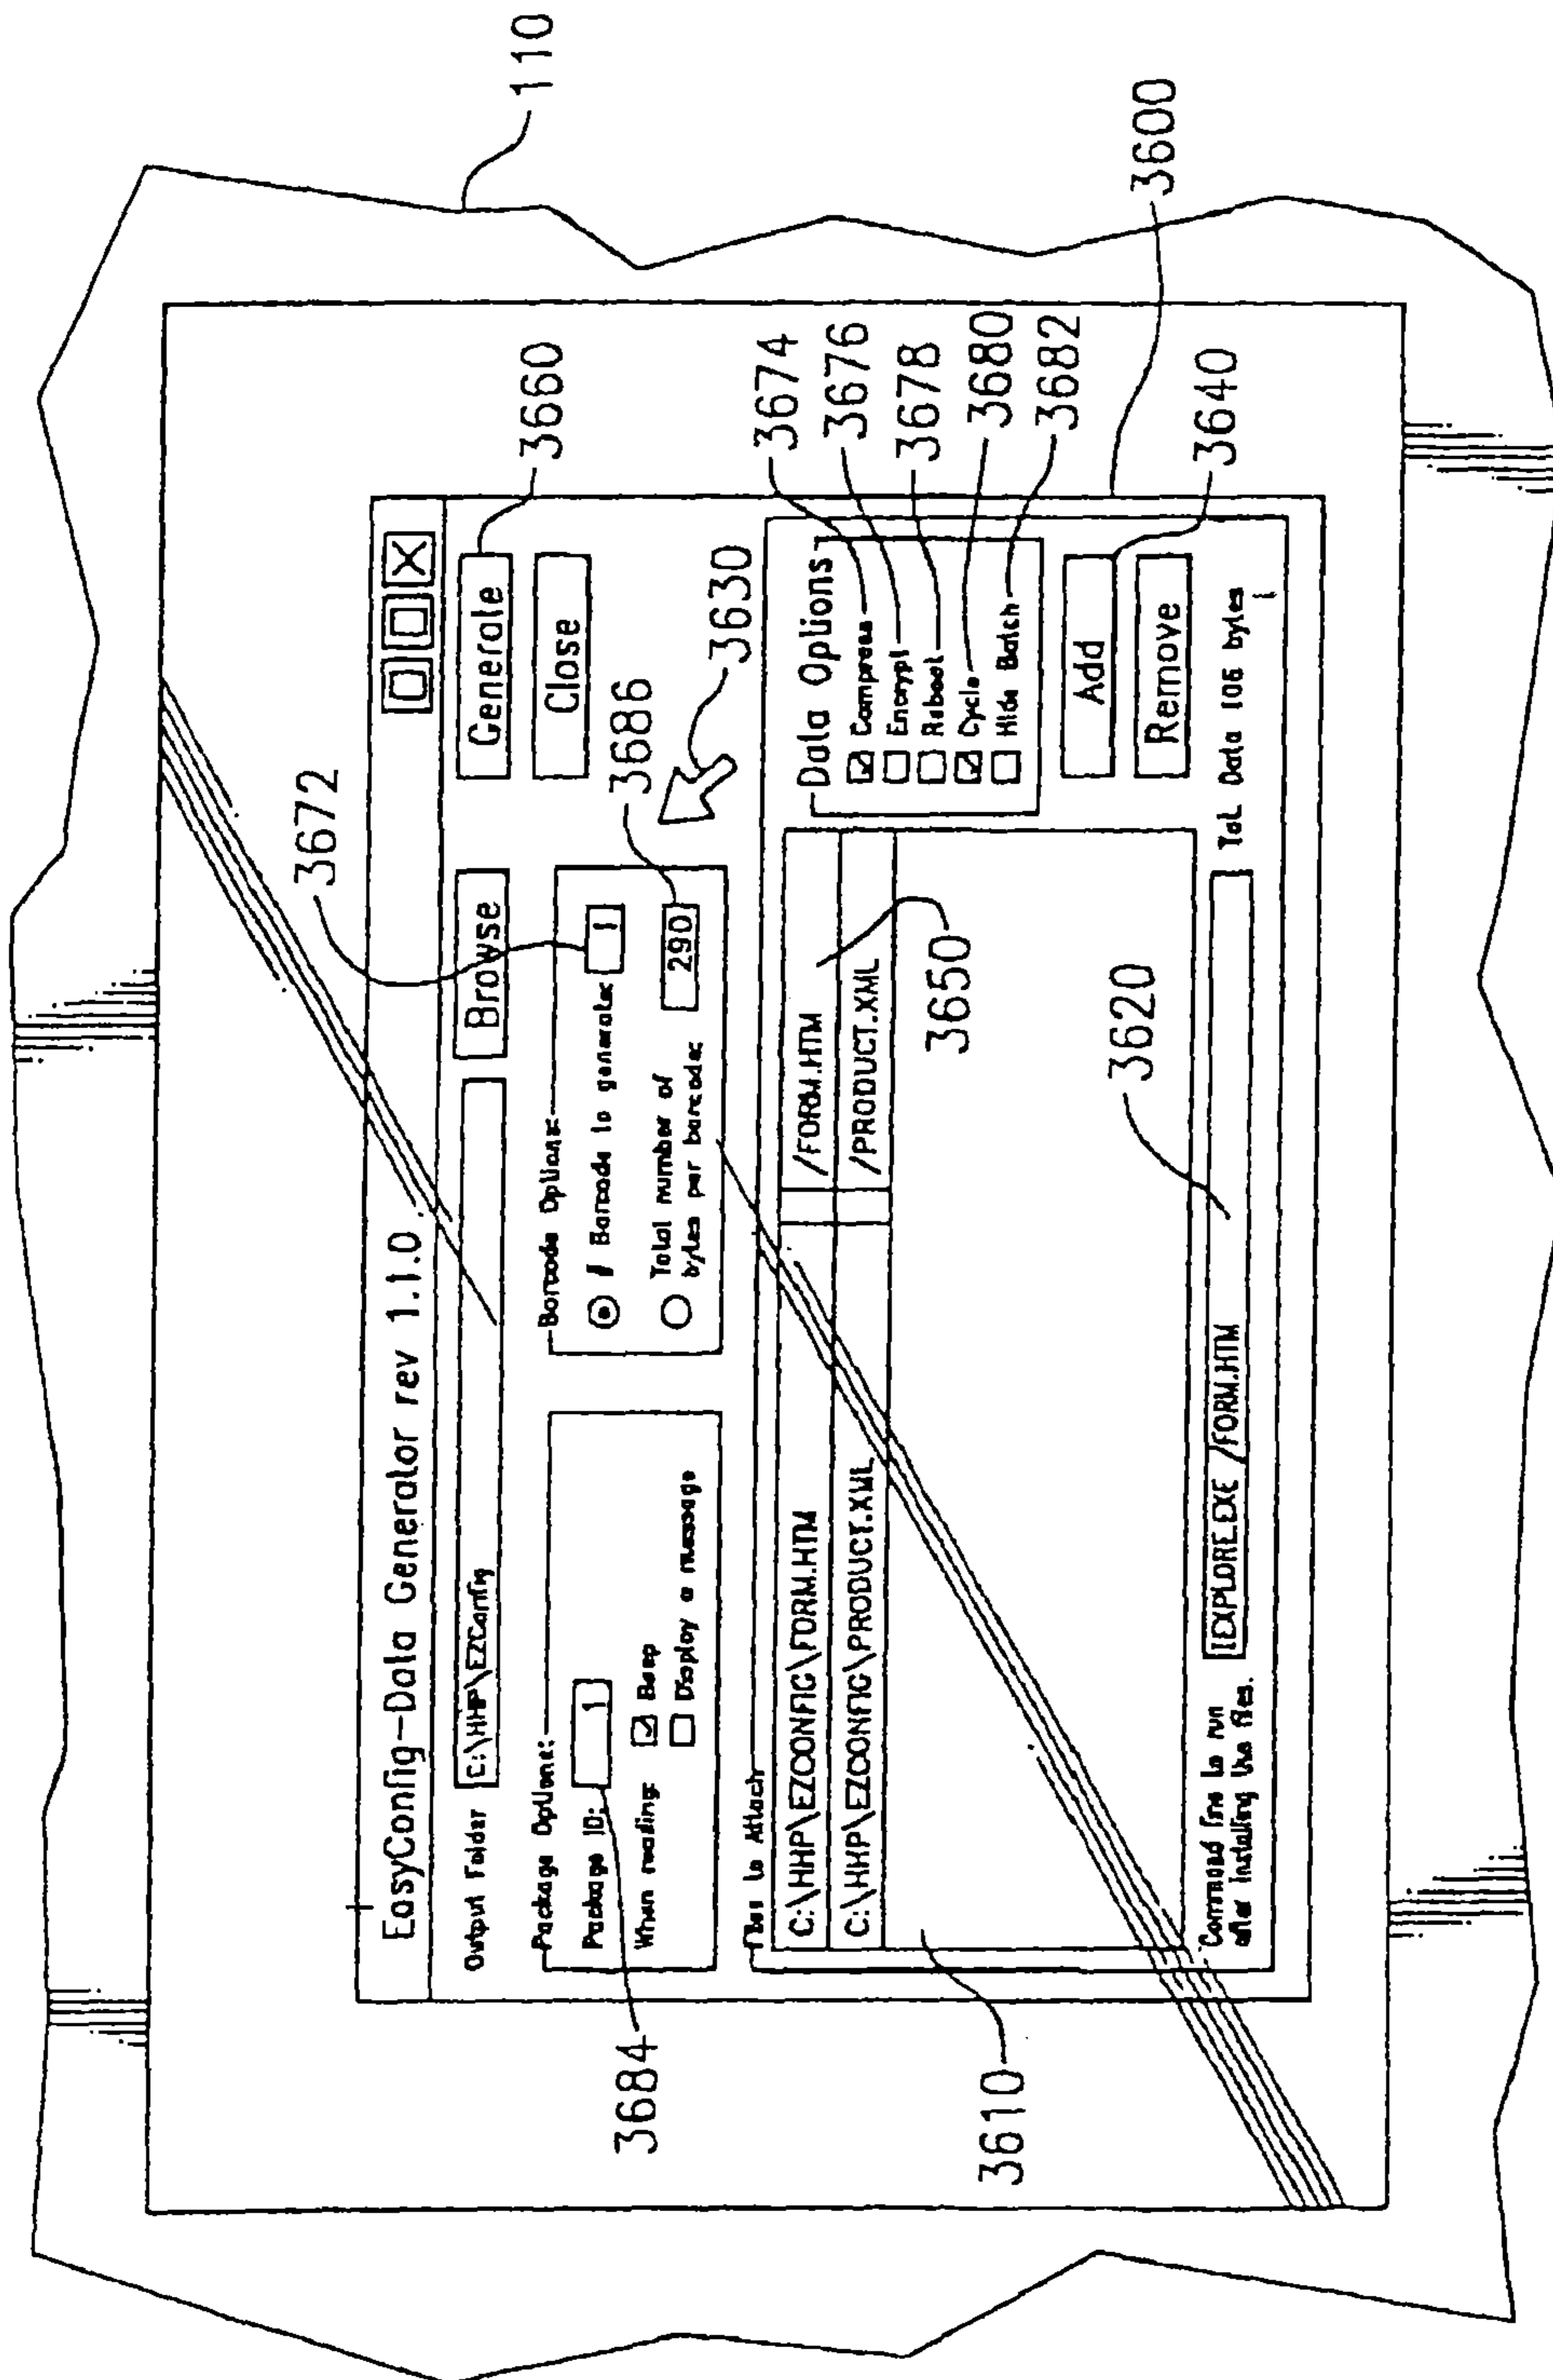 110
EasyConfig-Data Generator rev 1.1.0
Output Folder C:\HHP\EZConfig Browse Generate
3660
Close
3672
Package Options:
Package ID: 1
When reading: Beep
Display a message
3684
Barcode Options:
# Barcode to generate: 1
Total number of
bytes per barcode: 290
3686
3630
Files to Attach
C:\HHP\EZCONFIG\FORM.HTM /FORM.HTM
C:\HHP\EZCONFIG\PRODUCT.XML /PRODUCT.XML
3610
3650
Data Options
Compress
Encrypt
Reboot
Cycle
Hide Batch
3674
3676
3678
3680
3682
Add
Remove
3640
3600
Command line to run
after installing the files.
IEXPLORE.EXE /FORM.HTM
3620
Tot. Data 106 bytes